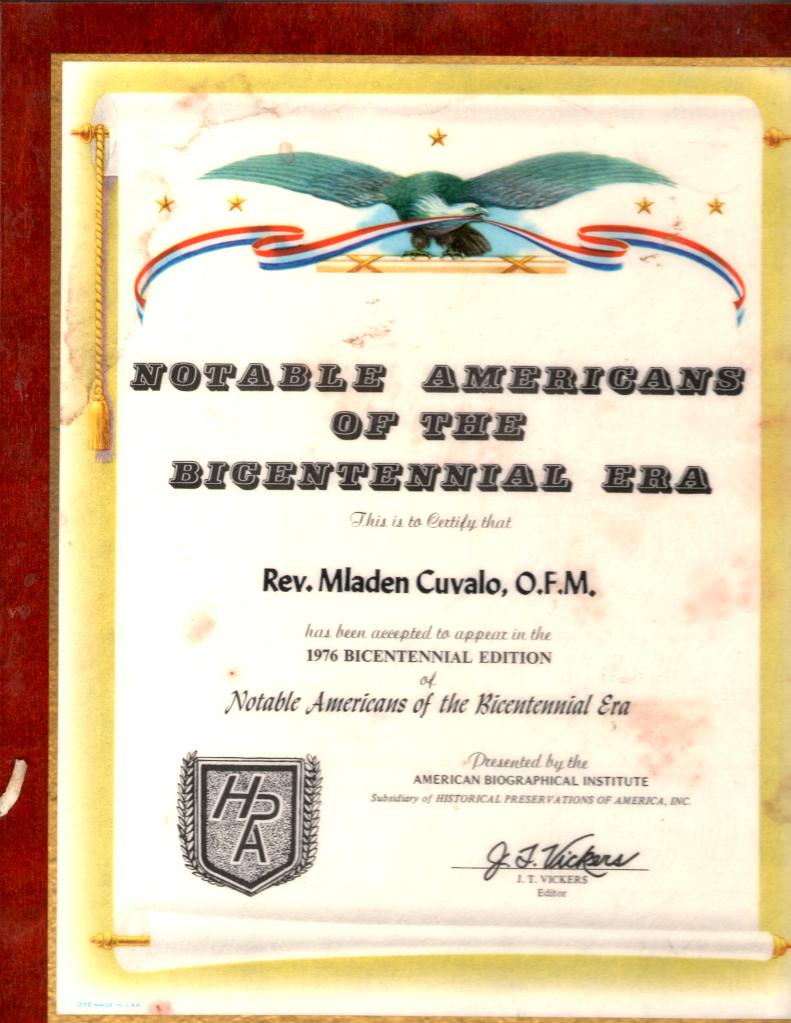 NOTABLE AMERICANS
OF THE
BICENTENNIAL ERA
This is to Certify that
Rev. Mladen Cuvalo, O.F.M.
has been accepted to appear in the
1976 BICENTENNIAL EDITION
of
Notable Americans of the Bicentennial Era
Presented by the
AMERICAN BIOGRAPHICAL INSTITUTE
Subsidiary of HISTORICAL PRESERVATIONS OF AMERICA, INC.
HPA
J. T. Vickers
J. T. VICKERS
Editor
MADE IN U.S.A.